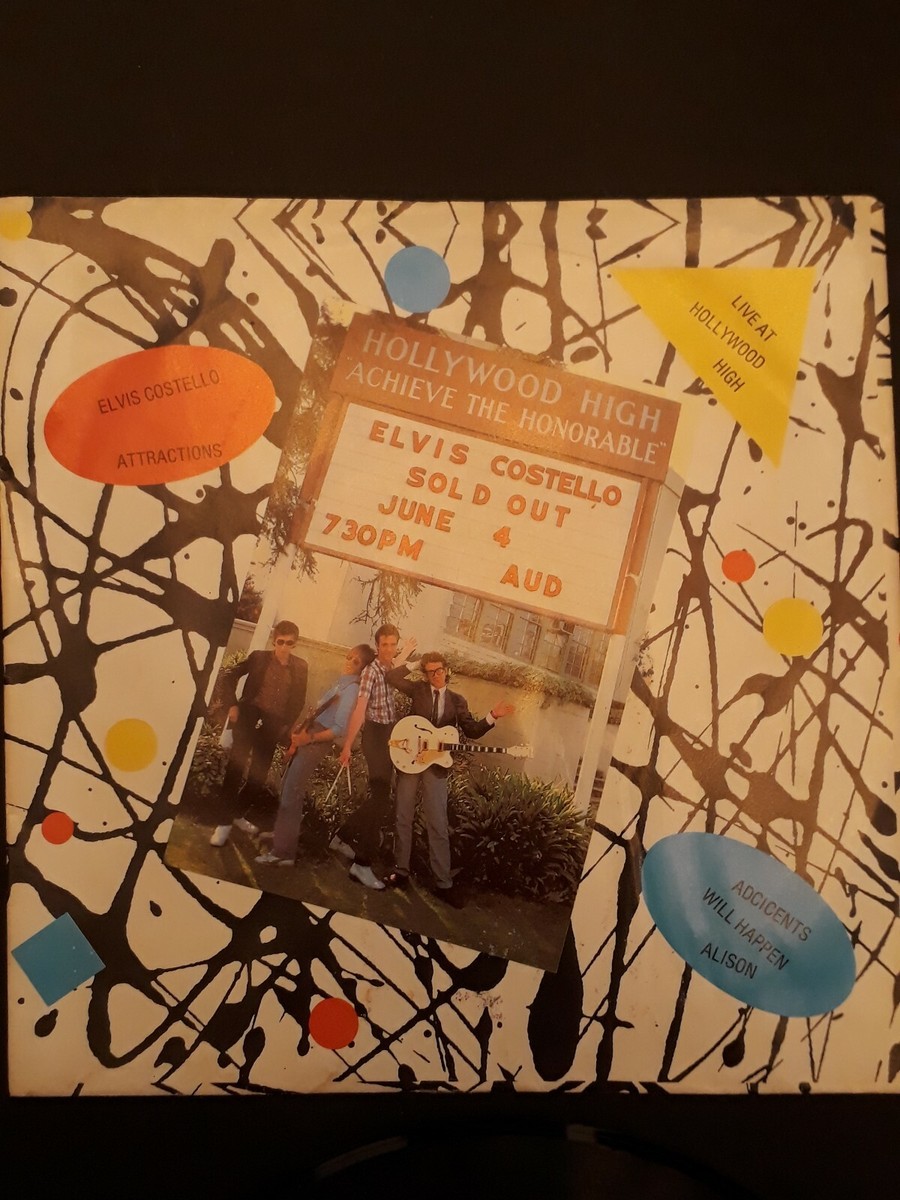 ELVIS COSTELLO
ATTRACTIONS
LIVE AT
HOLLYWOOD
HIGH
HOLLYWOOD HIGH
ACHIEVE THE HONORABLE"
ELVIS COSTELLO
SOLD OUT
JUNE 4
730PM AUD
ADCICENTS
WILL HAPPEN
ALISON